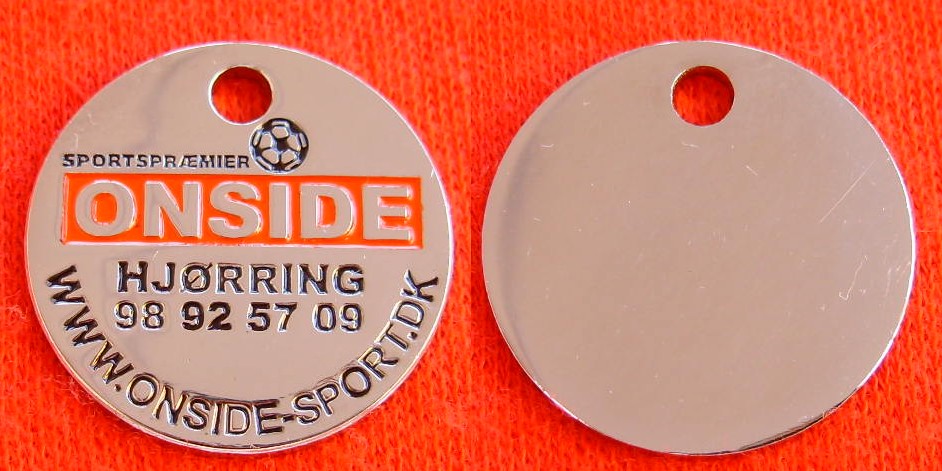 SPORTSPRÆMIER
ONSIDE
HJØRRING
98 92 57 09
WWW.ONSIDE-SPORT.DK